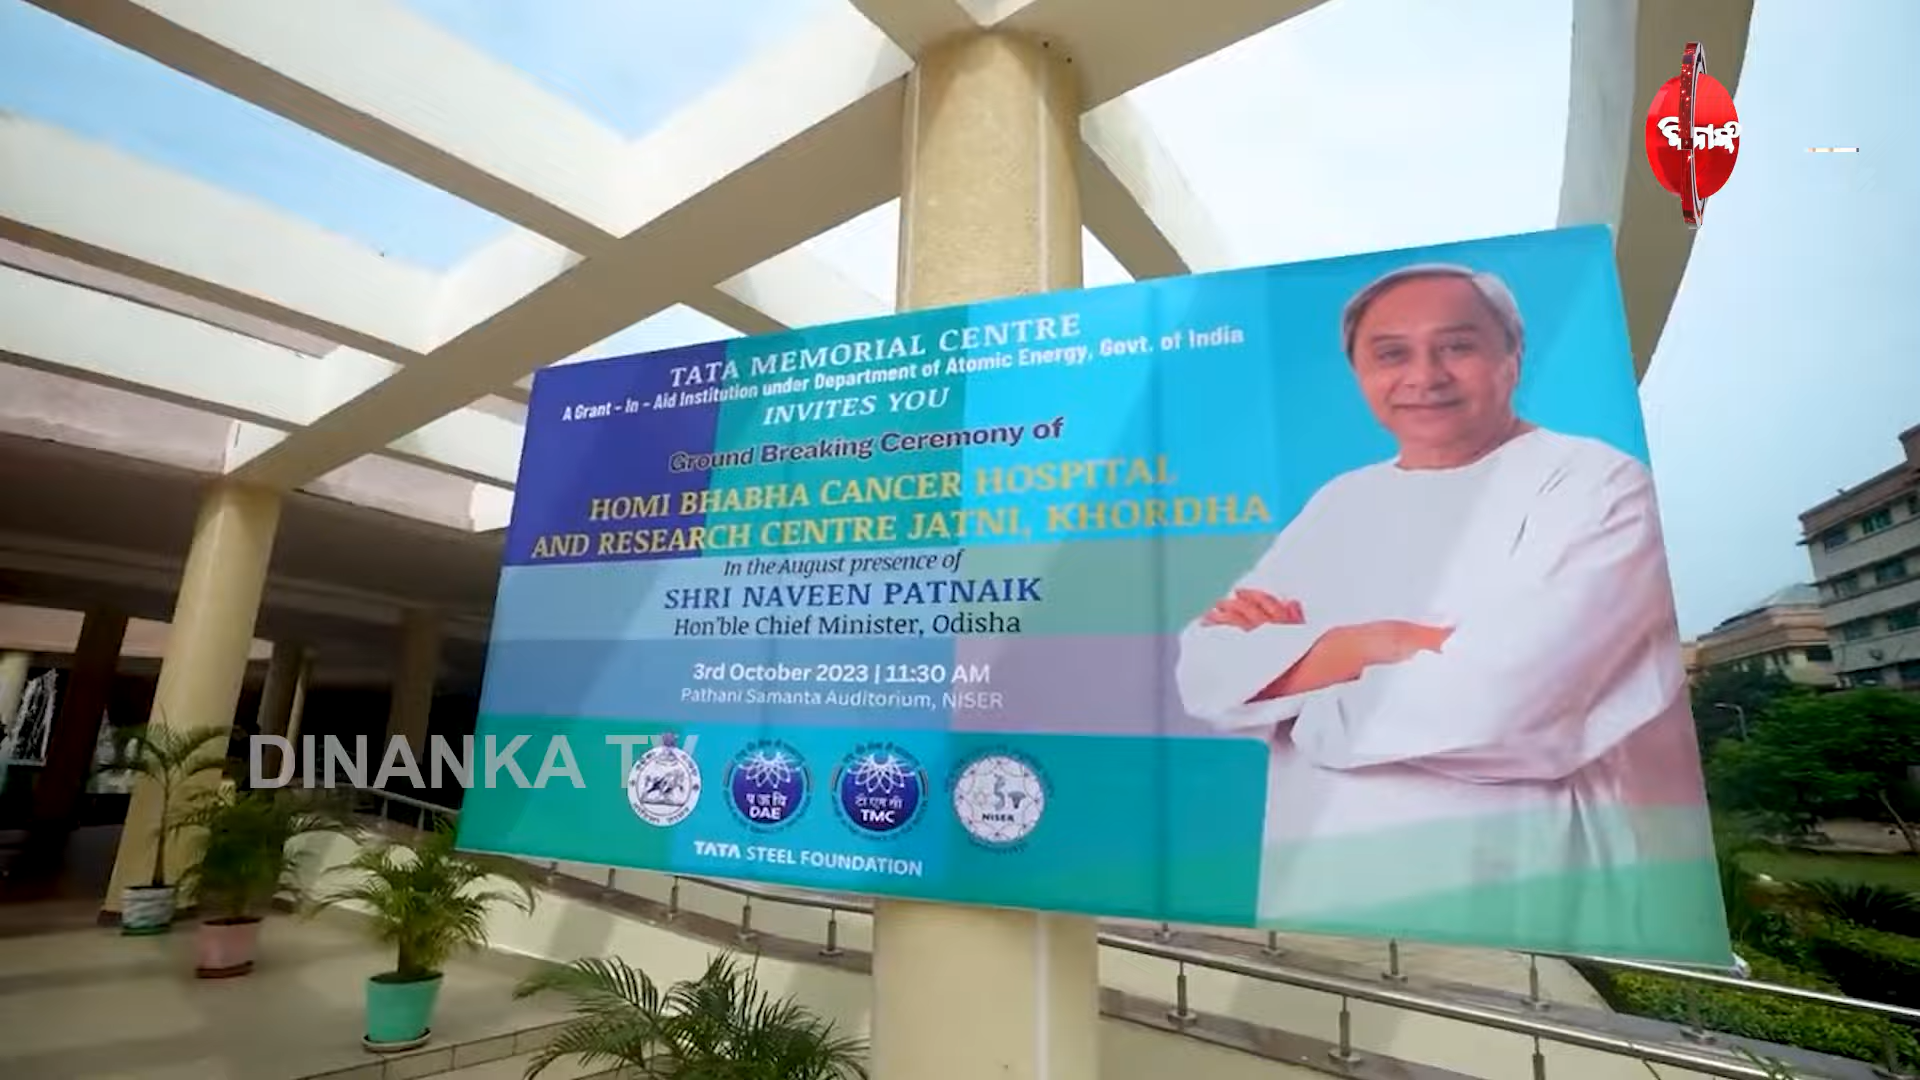 ଦିନାଙ୍କ
TATA MEMORIAL CENTRE
A Grant - In - Aid Institution under Department of Atomic Energy, Govt. of India
INVITES YOU
Ground Breaking Ceremony of
HOMI BHABHA CANCER HOSPITAL
AND RESEARCH CENTRE JATNI, KHORDHA
In the August presence of
SHRI NAVEEN PATNAIK
Hon'ble Chief Minister, Odisha
3rd October 2023 | 11:30 AM
Pathani Samanta Auditorium, NISER
DINANKA TV
प ऊ वि
DAE
टी एम सी
TMC
NISER
TATA STEEL FOUNDATION